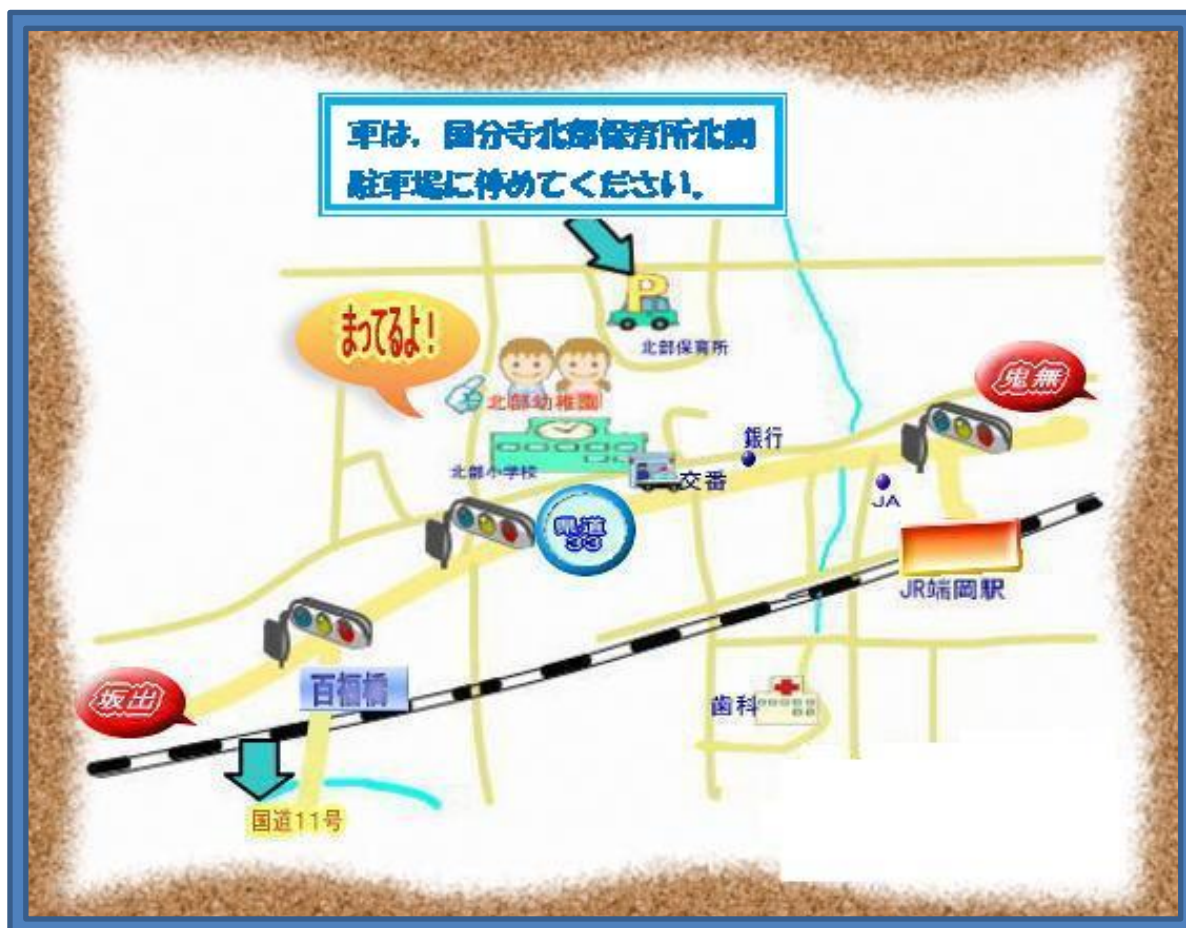 車は，国分寺北部保育所北側
駐車場に停めてください。
まってるよ！
P
北部保育所
鬼無
北部幼稚園
銀行
北部小学校
交番
JA
県道
33
JR端岡駅
百相橋
坂出
歯科
国道11号